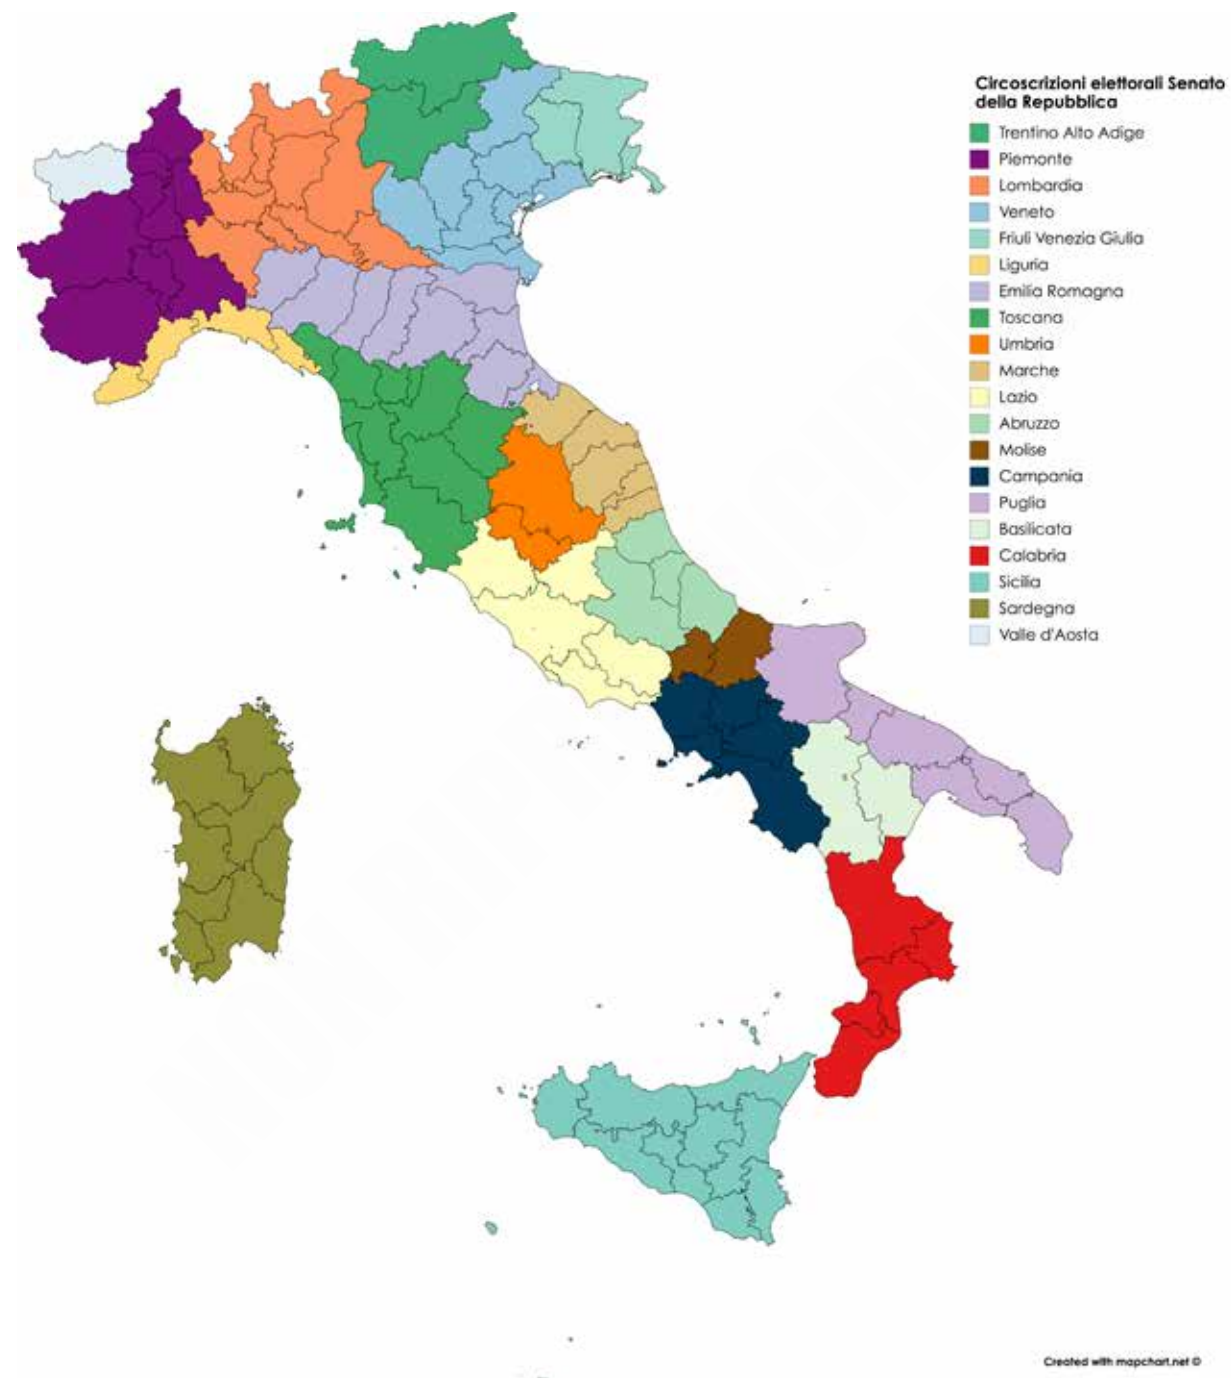 Circoscrizioni elettorali Senato
della Repubblica
Trentino Alto Adige
Piemonte
Lombardia
Veneto
Friuli Venezia Giulia
Liguria
Emilia Romagna
Toscana
Umbria
Marche
Lazio
Abruzzo
Molise
Campania
Puglia
Basilicata
Calabria
Sicilia
Sardegna
Valle d'Aosta
Created with mapchart.net ©